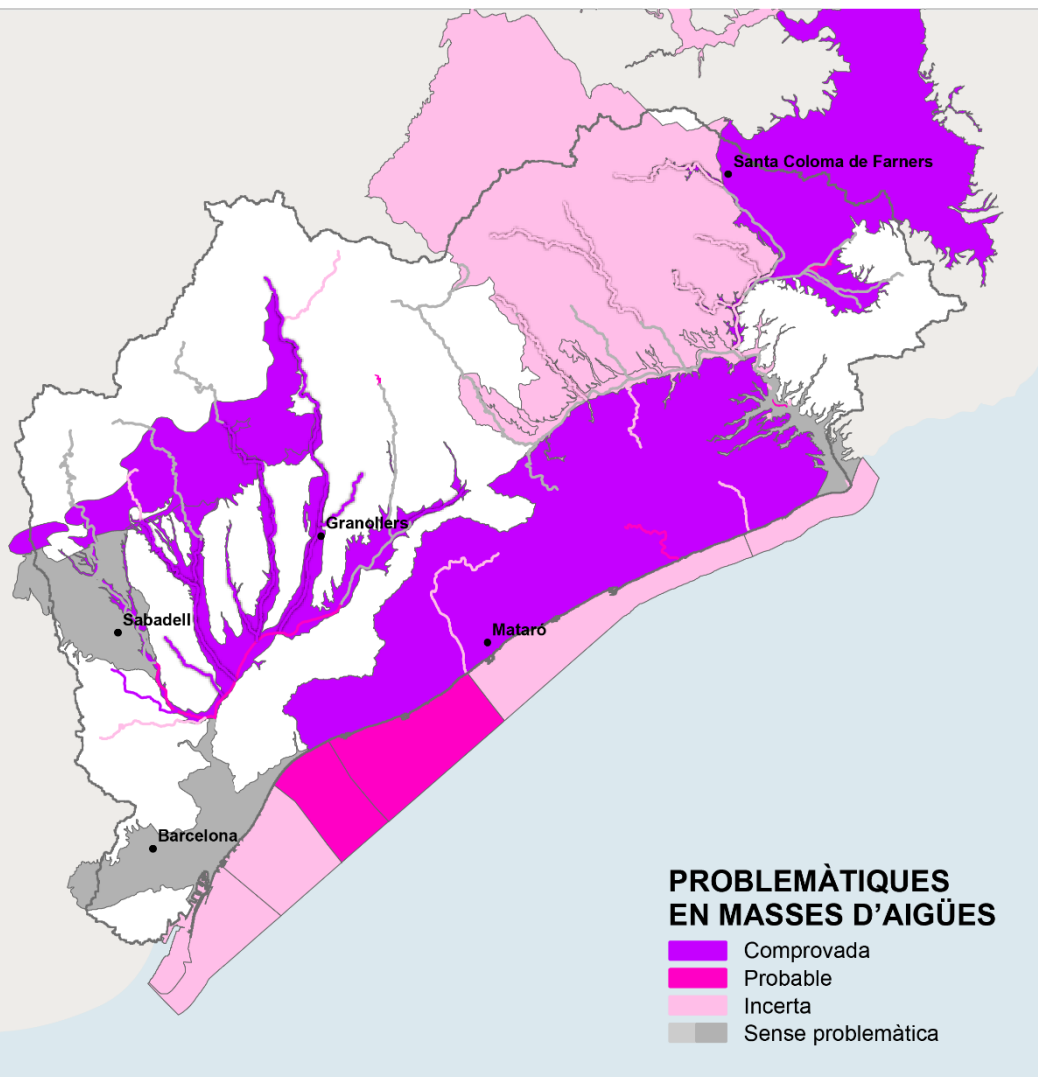 Santa Coloma de Farners
Granollers
Sabadell
Mataró
Barcelona
PROBLEMÀTIQUES
EN MASSES D'AIGÜES
Comprovada
Probable
Incerta
Sense problemàtica